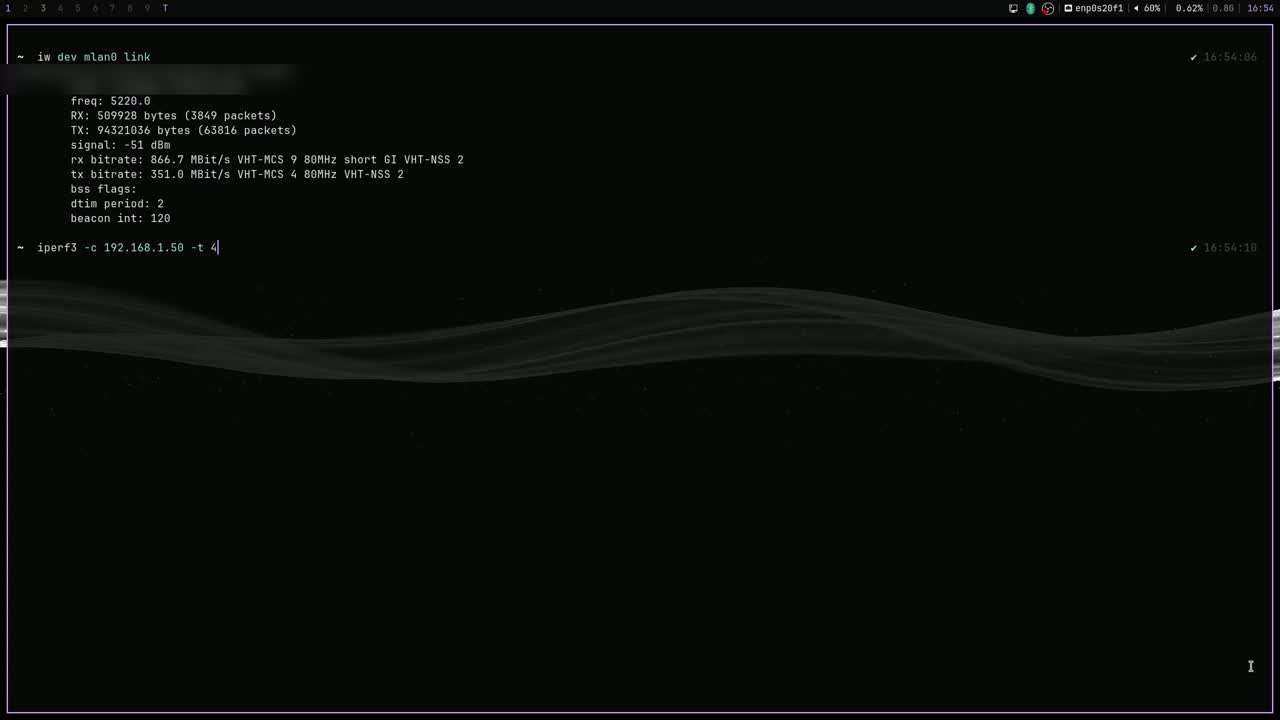 1 2 3 4 5 6 7 8 9 T enp0s20f1 60% 0.62% 0.8G 16:54
~ iw dev mlan0 link ✔ 16:54:06
freq: 5220.0
RX: 509928 bytes (3849 packets)
TX: 94321036 bytes (63816 packets)
signal: -51 dBm
rx bitrate: 866.7 MBit/s VHT-MCS 9 80MHz short GI VHT-NSS 2
tx bitrate: 351.0 MBit/s VHT-MCS 4 80MHz VHT-NSS 2
bss flags:
dtim period: 2
beacon int: 120
~ iperf3 -c 192.168.1.50 -t 4 ✔ 16:54:10